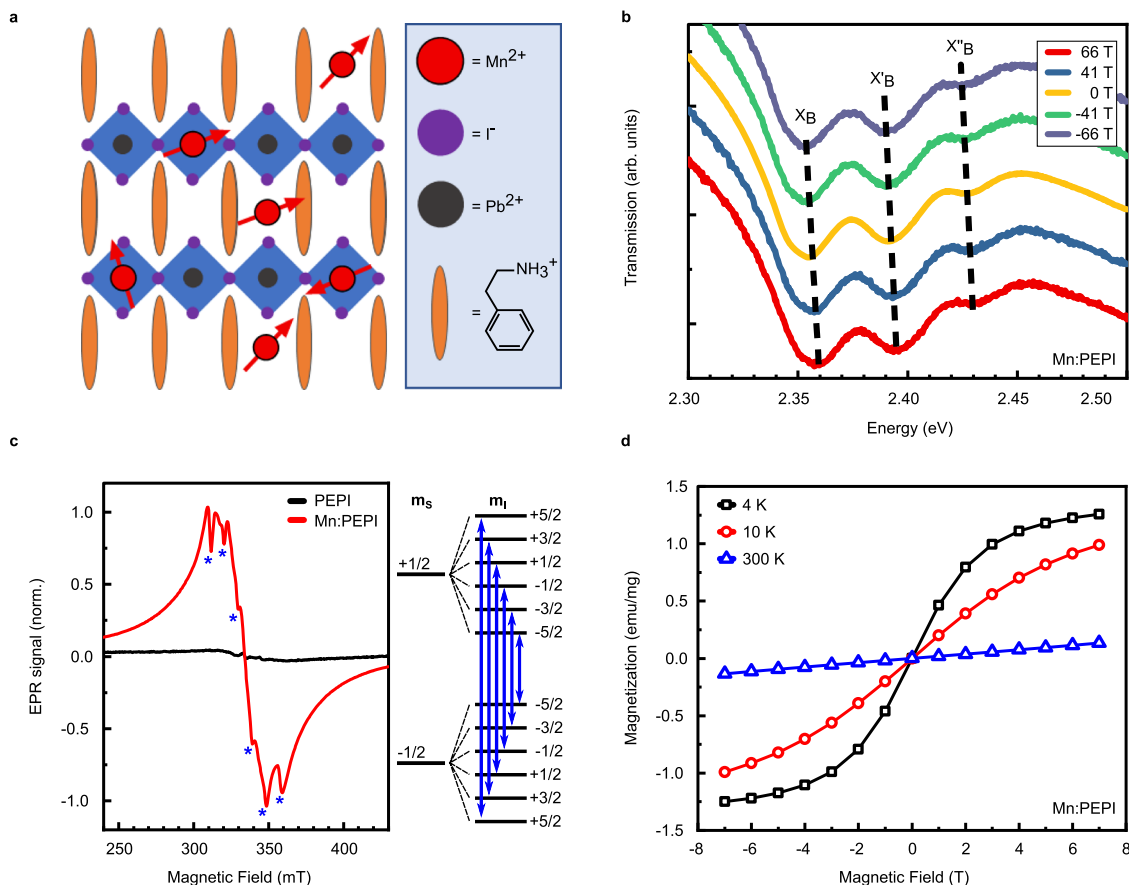 a
= Mn2+
= I-
= Pb2+
NH3+
=
b
Transmission (arb. units)
XB
X'B
X"B
66 T
41 T
0 T
-41 T
-66 T
Mn:PEPI
2.30
2.35
2.40
2.45
2.50
Energy (eV)
c
EPR signal (norm.)
1.0
0.5
0.0
-0.5
-1.0
PEPI
Mn:PEPI
*
*
*
*
*
*
250
300
350
400
Magnetic Field (mT)
mS
mI
+1/2
-1/2
+5/2
+3/2
+1/2
-1/2
-3/2
-5/2
-5/2
-3/2
-1/2
+1/2
+3/2
+5/2
d
Magnetization (emu/mg)
1.5
1.0
0.5
0.0
-0.5
-1.0
-1.5
4 K
10 K
300 K
Mn:PEPI
-8
-6
-4
-2
0
2
4
6
8
Magnetic Field (T)